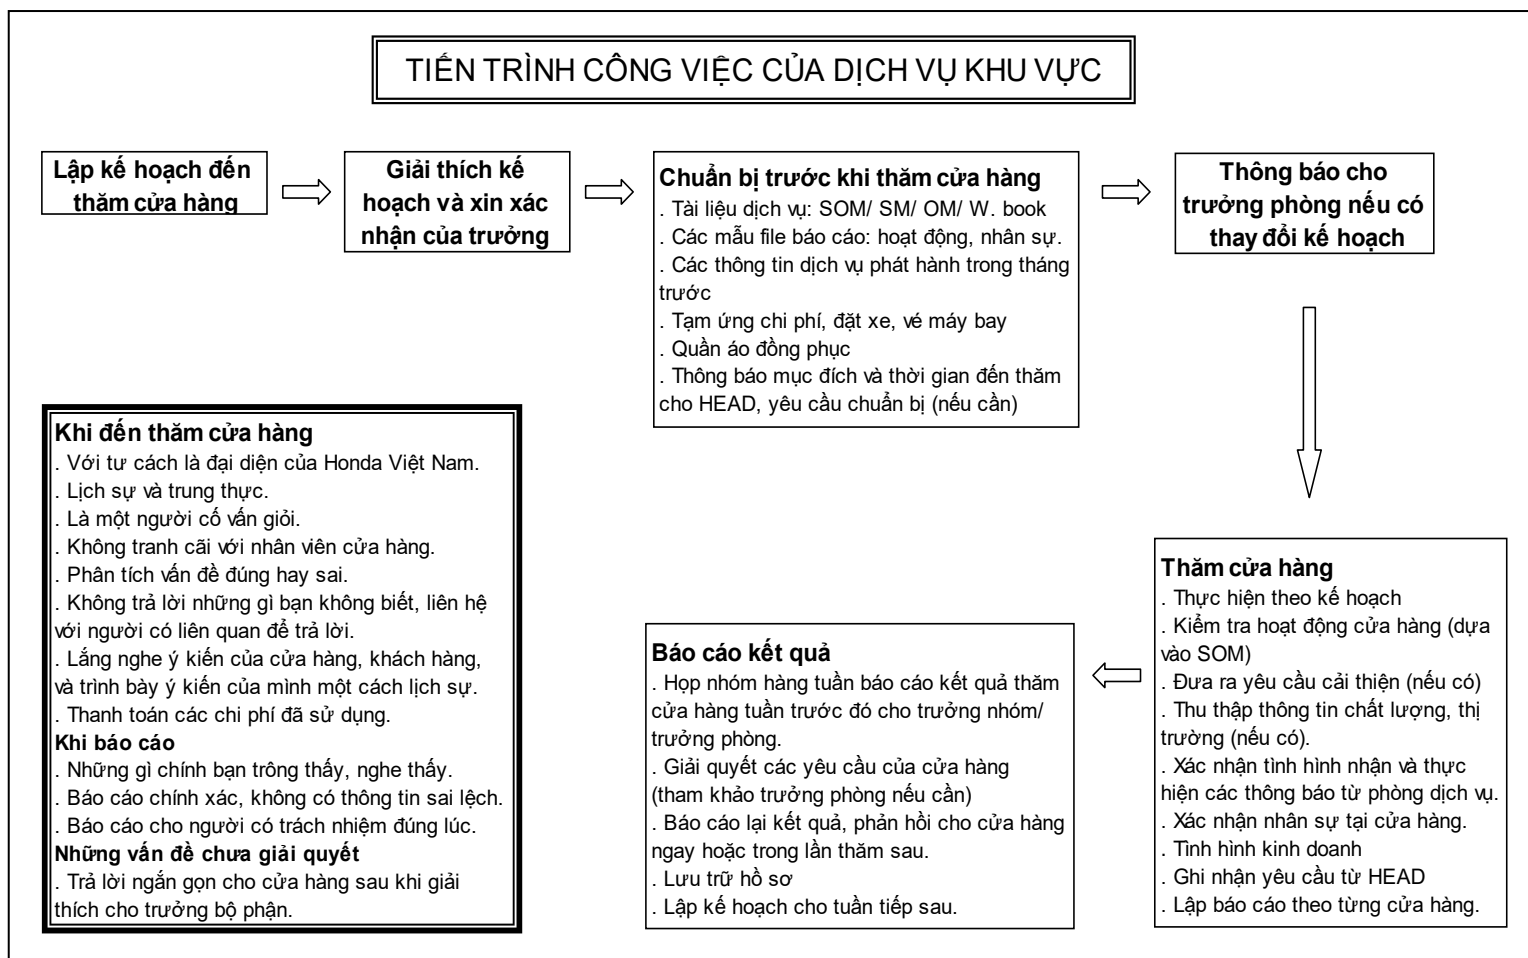 TIẾN TRÌNH CÔNG VIỆC CỦA DỊCH VỤ KHU VỰC
Lập kế hoạch đến
thăm cửa hàng
Giải thích kế
hoạch và xin xác
nhận của trưởng
Chuẩn bị trước khi thăm cửa hàng
. Tài liệu dịch vụ: SOM/ SM/ OM/ W. book
. Các mẫu file báo cáo: hoạt động, nhân sự.
. Các thông tin dịch vụ phát hành trong tháng
trước
. Tạm ứng chi phí, đặt xe, vé máy bay
. Quần áo đồng phục
. Thông báo mục đích và thời gian đến thăm
cho HEAD, yêu cầu chuẩn bị (nếu cần)
Thông báo cho
trưởng phòng nếu có
thay đổi kế hoạch
Thăm cửa hàng
. Thực hiện theo kế hoạch
. Kiểm tra hoạt động cửa hàng (dựa
vào SOM)
. Đưa ra yêu cầu cải thiện (nếu có)
. Thu thập thông tin chất lượng, thị
trường (nếu có).
. Xác nhận tình hình nhận và thực
hiện các thông báo từ phòng dịch vụ.
. Xác nhận nhân sự tại cửa hàng.
. Tình hình kinh doanh
. Ghi nhận yêu cầu từ HEAD
. Lập báo cáo theo từng cửa hàng.
Báo cáo kết quả
. Họp nhóm hàng tuần báo cáo kết quả thăm
cửa hàng tuần trước đó cho trưởng nhóm/
trưởng phòng.
. Giải quyết các yêu cầu của cửa hàng
(tham khảo trưởng phòng nếu cần)
. Báo cáo lại kết quả, phản hồi cho cửa hàng
ngay hoặc trong lần thăm sau.
. Lưu trữ hồ sơ
. Lập kế hoạch cho tuần tiếp sau.
Khi đến thăm cửa hàng
. Với tư cách là đại diện của Honda Việt Nam.
. Lịch sự và trung thực.
. Là một người cố vấn giỏi.
. Không tranh cãi với nhân viên cửa hàng.
. Phân tích vấn đề đúng hay sai.
. Không trả lời những gì bạn không biết, liên hệ
với người có liên quan để trả lời.
. Lắng nghe ý kiến của cửa hàng, khách hàng,
và trình bày ý kiến của mình một cách lịch sự.
. Thanh toán các chi phí đã sử dụng.
Khi báo cáo
. Những gì chính bạn trông thấy, nghe thấy.
. Báo cáo chính xác, không có thông tin sai lệch.
. Báo cáo cho người có trách nhiệm đúng lúc.
Những vấn đề chưa giải quyết
. Trả lời ngắn gọn cho cửa hàng sau khi giải
thích cho trưởng bộ phận.